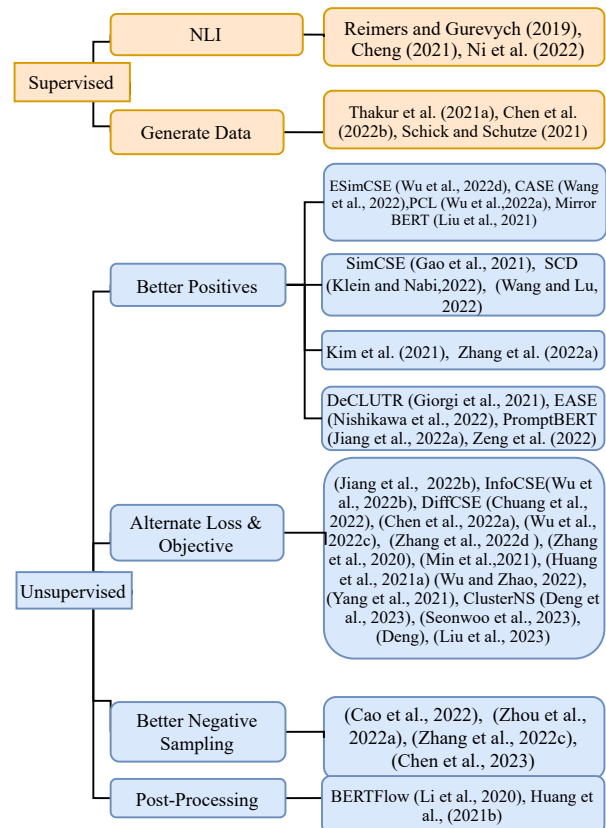 NLI
Reimers and Gurevych (2019),
Cheng (2021), Ni et al. (2022
Supervised
Generate Data
Thakur et al. (2021a), Chen et al.
(2022b), Schick and Schutze (2021)
ESimCSE (Wu et al., 2022d), CASE (Wang
et al., 2022),PCL (Wu et al.,2022a), Mirror
BERT (Liu et al., 2021)
Better Positives
SimCSE (Gao et al., 2021), SCD
(Klein and Nabi,2022), (Wang and Lu,
2022)
Kim et al. (2021), Zhang et al. (2022a)
DeCLUTR (Giorgi et al., 2021), EASE
(Nishikawa et al., 2022), PromptBERT
(Jiang et al., 2022a), Zeng et al. (2022)
Alternate Loss &
Objective
(Jiang et al., 2022b), InfoCSE(Wu et
al., 2022b), DiffCSE (Chuang et al.,
2022), (Chen et al., 2022a), (Wu et al.,
2022c), (Zhang et al., 2022d ), (Zhang
et al., 2020), (Min et al.,2021), (Huang
et al., 2021a) (Wu and Zhao, 2022),
(Yang et al., 2021), ClusterNS (Deng et
al., 2023), (Seonwoo et al., 2023),
(Deng), (Liu et al., 2023)
Unsupervised
Better Negative
Sampling
(Cao et al., 2022), (Zhou et al.,
2022a), (Zhang et al., 2022c),
(Chen et al., 2023)
Post-Processing
BERTFlow (Li et al., 2020), Huang et
al., (2021b)